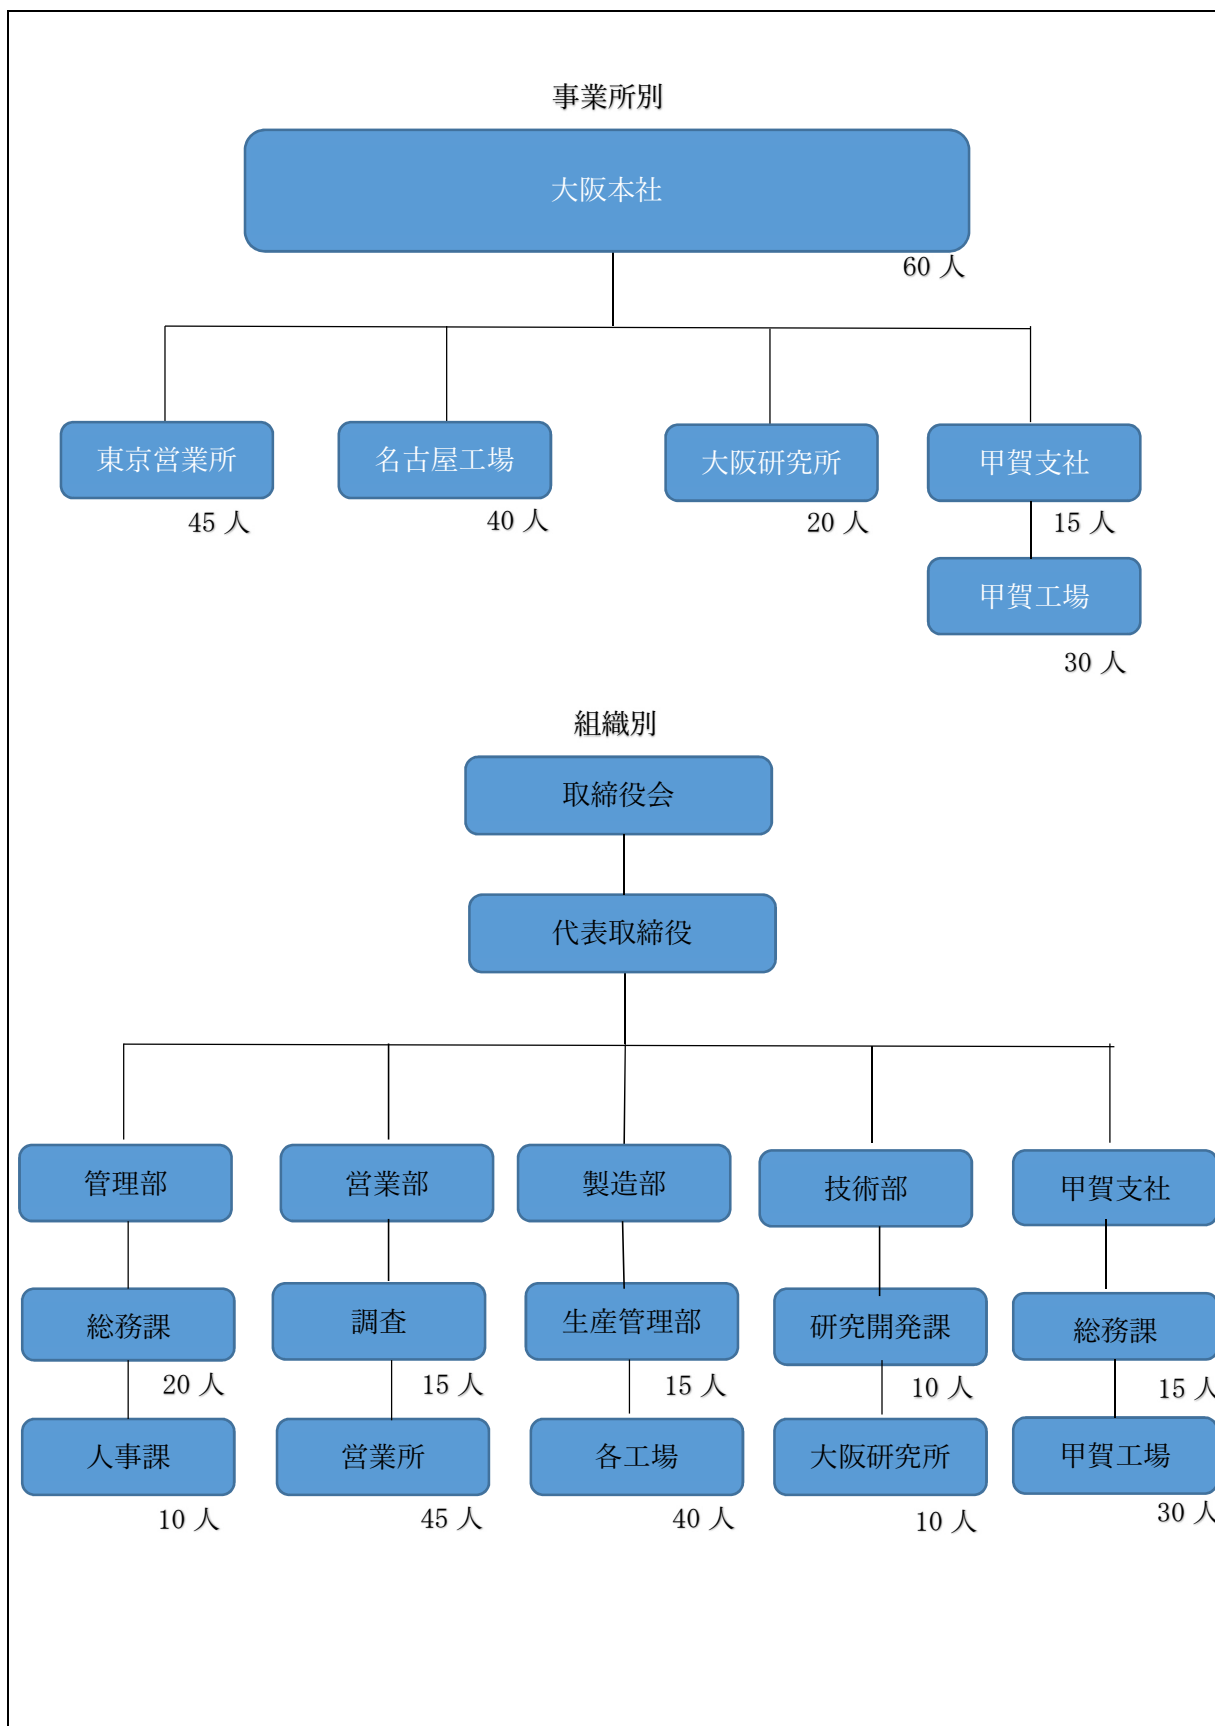 事業所別
大阪本社
60 人
東京営業所 名古屋工場 大阪研究所 甲賀支社
45 人 40 人 20 人 15 人
甲賀工場
30 人
組織別
取締役会
代表取締役
管理部 営業部 製造部 技術部 甲賀支社
総務課 調査 生産管理部 研究開発課 総務課
20 人 15 人 15 人 10 人 15 人
人事課 営業所 各工場 大阪研究所 甲賀工場
10 人 45 人 40 人 10 人 30 人